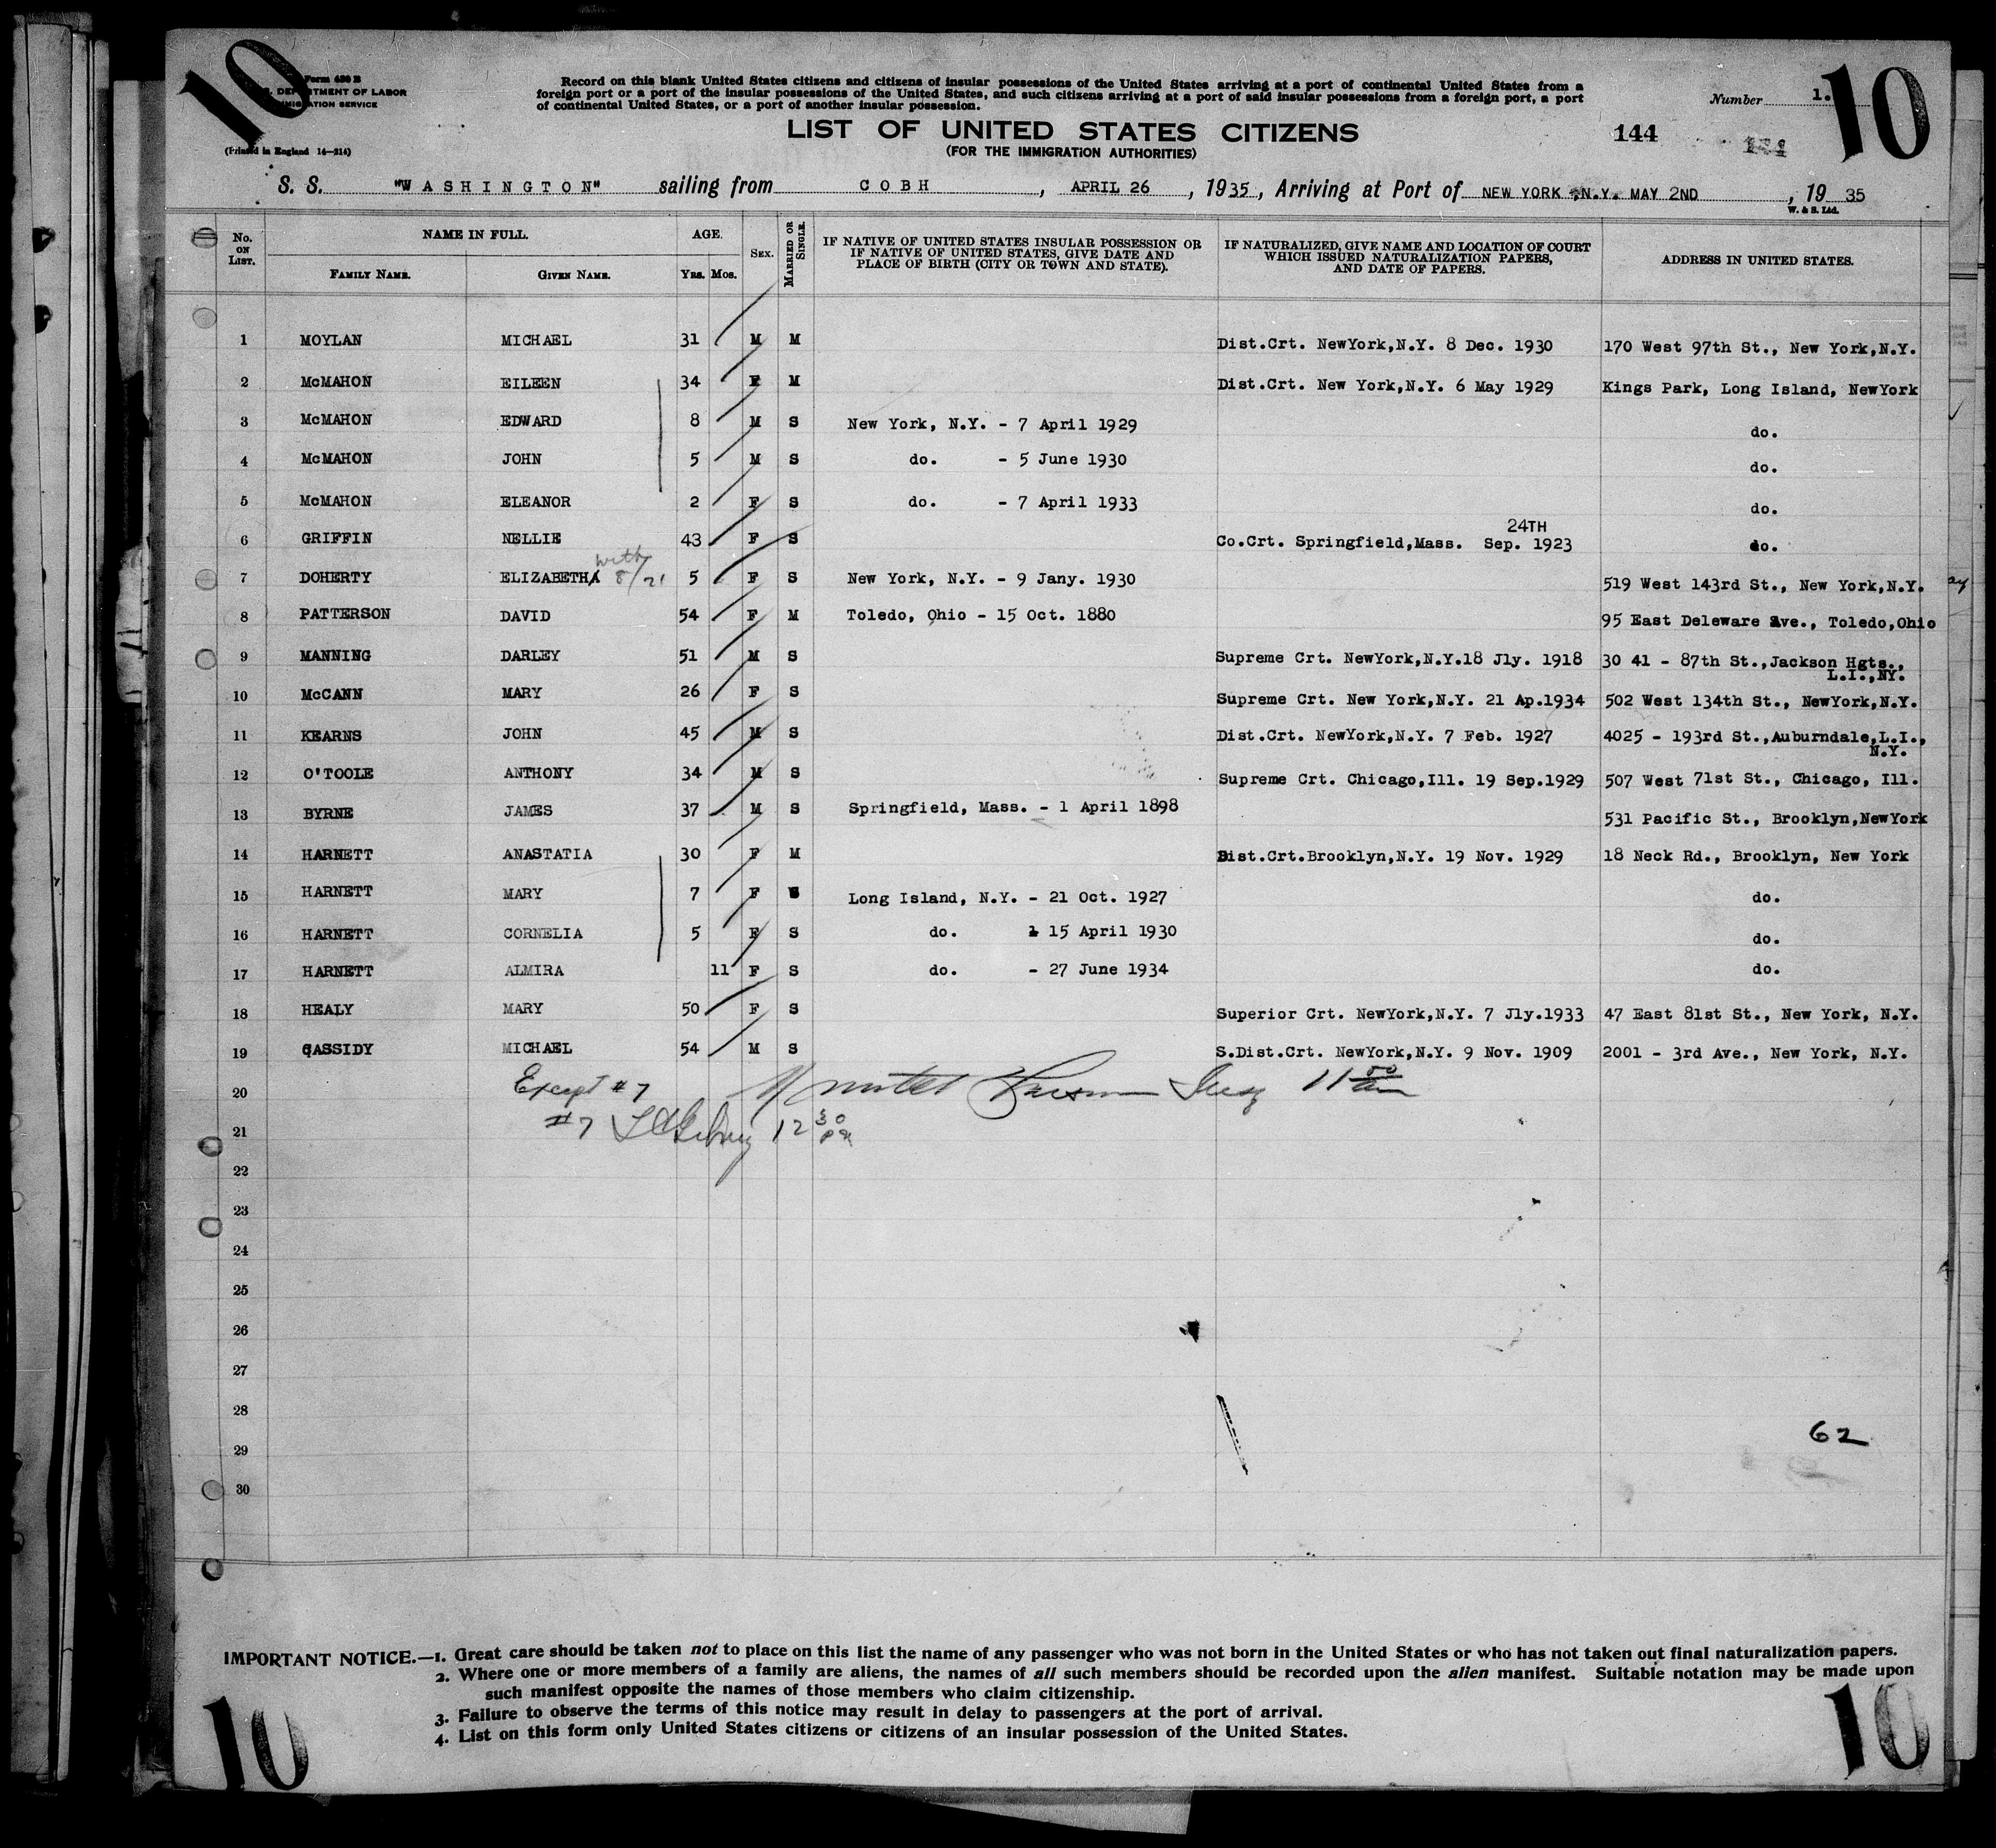 10
Form 630 B
DEPARTMENT OF LABOR
IMMIGRATION SERVICE
(Printed in England 14—214)
Record on this blank United States citizens and citizens of insular possessions of the United States arriving at a port of continental United States from a
foreign port or a port of the insular possessions of the United States, and such citizens arriving at a port of said insular possessions from a foreign port, a port
of continental United States, or a port of another insular possession.
Number 1.
10
LIST OF UNITED STATES CITIZENS
(FOR THE IMMIGRATION AUTHORITIES)
144
S. S. "WASHINGTON" sailing from COBH, APRIL 26, 1935, Arriving at Port of NEW YORK, N.Y. MAY 2ND, 1935
W. & S. Ltd.
No. ON LIST. NAME IN FULL. FAMILY NAME. GIVEN NAME. AGE. YRS. MOS. SEX. MARRIED OR SINGLE. IF NATIVE OF UNITED STATES INSULAR POSSESSION OR IF NATIVE OF UNITED STATES, GIVE DATE AND PLACE OF BIRTH (CITY OR TOWN AND STATE). IF NATURALIZED, GIVE NAME AND LOCATION OF COURT WHICH ISSUED NATURALIZATION PAPERS, AND DATE OF PAPERS. ADDRESS IN UNITED STATES.
1 MOYLAN MICHAEL 31 M M Dist.Crt. NewYork,N.Y. 8 Dec. 1930 170 West 97th St., New York,N.Y.
2 McMAHON EILEEN 34 F M Dist.Crt. New York,N.Y. 6 May 1929 Kings Park, Long Island, NewYork
3 McMAHON EDWARD 8 M S New York, N.Y. - 7 April 1929 do.
4 McMAHON JOHN 5 M S do. - 5 June 1930 do.
5 McMAHON ELEANOR 2 F S do. - 7 April 1933 do.
6 GRIFFIN NELLIE 43 F S Co.Crt. Springfield,Mass. 24TH Sep. 1923 do.
7 DOHERTY ELIZABETHA with 8/21 5 F S New York, N.Y. - 9 Jany. 1930 519 West 143rd St., New York,N.Y.
8 PATTERSON DAVID 54 F M Toledo, Ohio - 15 Oct. 1880 95 East Deleware Ave., Toledo,Ohio
9 MANNING DARLEY 51 M S Supreme Crt. NewYork,N.Y.18 Jly. 1918 30 41 - 87th St.,Jackson Hgts., L.I.,NY.
10 McCANN MARY 26 F S Supreme Crt. New York,N.Y. 21 Ap.1934 502 West 134th St., NewYork,N.Y.
11 KEARNS JOHN 45 M S Dist.Crt. NewYork,N.Y. 7 Feb. 1927 4025 - 193rd St.,Auburndale,L.I., N.Y.
12 O'TOOLE ANTHONY 34 M S Supreme Crt. Chicago,Ill. 19 Sep.1929 507 West 71st St., Chicago, Ill.
13 BYRNE JAMES 37 M S Springfield, Mass. - 1 April 1898 531 Pacific St., Brooklyn,NewYork
14 HARNETT ANASTATIA 30 F M Dist.Crt.Brooklyn,N.Y. 19 Nov. 1929 18 Neck Rd., Brooklyn, New York
15 HARNETT MARY 7 F S Long Island, N.Y. - 21 Oct. 1927 do.
16 HARNETT CORNELIA 5 F S do. 15 April 1930 do.
17 HARNETT ALMIRA 11 F S do. - 27 June 1934 do.
18 HEALY MARY 50 F S Superior Crt. NewYork,N.Y. 7 Jly.1933 47 East 81st St., New York, N.Y.
19 CASSIDY MICHAEL 54 M S S.Dist.Crt. NewYork,N.Y. 9 Nov. 1909 2001 - 3rd Ave., New York, N.Y.
20 Except #7 11 00 am
21 #7 12 30 pm
22
23
24
25
26
27
28
29 62
30
IMPORTANT NOTICE.—1. Great care should be taken not to place on this list the name of any passenger who was not born in the United States or who has not taken out final naturalization papers.
2. Where one or more members of a family are aliens, the names of all such members should be recorded upon the alien manifest. Suitable notation may be made upon
such manifest opposite the names of those members who claim citizenship.
3. Failure to observe the terms of this notice may result in delay to passengers at the port of arrival.
4. List on this form only United States citizens or citizens of an insular possession of the United States.
10
10